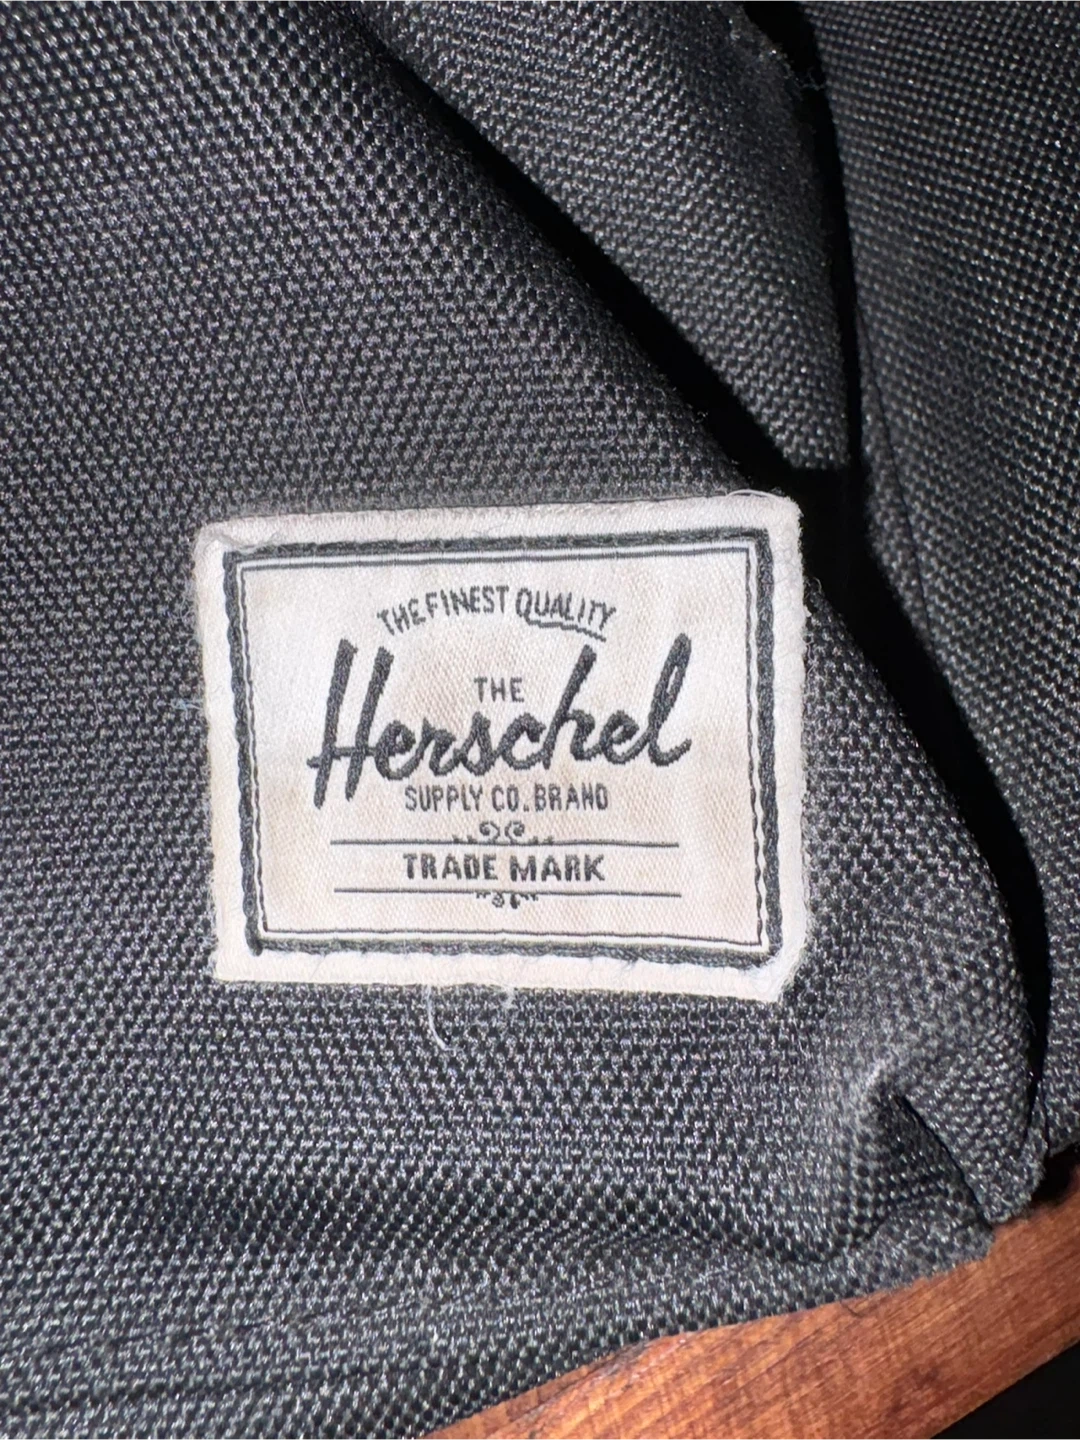 THE FINEST QUALITY
THE
Herschel
SUPPLY CO. BRAND
TRADE MARK